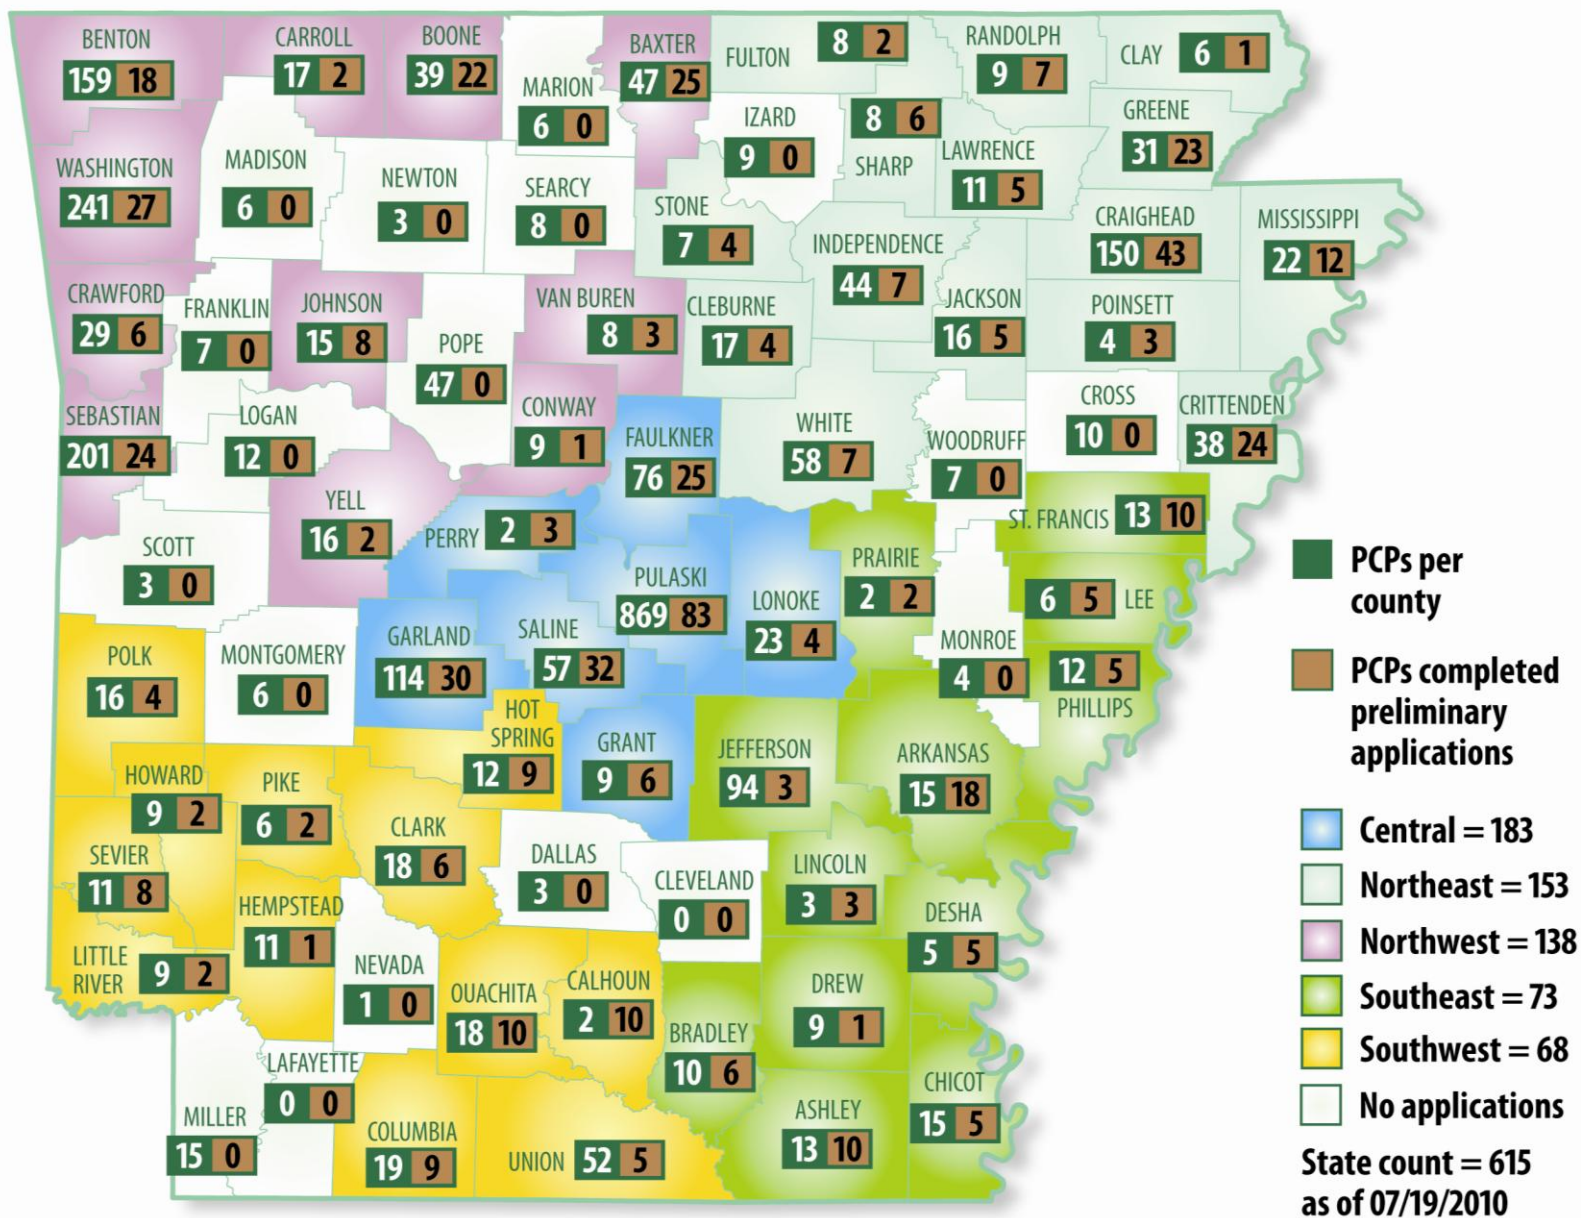 BENTON
159 18
CARROLL
17 2
BOONE
39 22
MARION
6 0
BAXTER
47 25
FULTON
8 2
RANDOLPH
9 7
CLAY
6 1
GREENE
31 23
IZARD
9 0
8 6
SHARP
LAWRENCE
11 5
WASHINGTON
241 27
MADISON
6 0
NEWTON
3 0
SEARCY
8 0
STONE
7 4
INDEPENDENCE
44 7
CRAIGHEAD
150 43
MISSISSIPPI
22 12
CRAWFORD
29 6
FRANKLIN
7 0
JOHNSON
15 8
POPE
47 0
VAN BUREN
8 3
CLEBURNE
17 4
JACKSON
16 5
POINSETT
4 3
SEBASTIAN
201 24
LOGAN
12 0
CONWAY
9 1
FAULKNER
76 25
WHITE
58 7
WOODRUFF
7 0
CROSS
10 0
CRITTENDEN
38 24
YELL
16 2
SCOTT
3 0
PERRY
2 3
PULASKI
869 83
LONOKE
23 4
PRAIRIE
2 2
ST. FRANCIS
13 10
6 5
LEE
MONROE
4 0
12 5
PHILLIPS
POLK
16 4
MONTGOMERY
6 0
GARLAND
114 30
SALINE
57 32
HOT
SPRING
12 9
GRANT
9 6
JEFFERSON
94 3
ARKANSAS
15 18
HOWARD
9 2
PIKE
6 2
CLARK
18 6
DALLAS
3 0
CLEVELAND
0 0
LINCOLN
3 3
DESHA
5 5
SEVIER
11 8
HEMPSTEAD
11 1
LITTLE
RIVER
9 2
NEVADA
1 0
OUACHITA
18 10
CALHOUN
2 10
BRADLEY
10 6
DREW
9 1
CHICOT
15 5
MILLER
15 0
LAFAYETTE
0 0
COLUMBIA
19 9
UNION
52 5
ASHLEY
13 10
PCPs per
county
PCPs completed
preliminary
applications
Central = 183
Northeast = 153
Northwest = 138
Southeast = 73
Southwest = 68
No applications
State count = 615
as of 07/19/2010